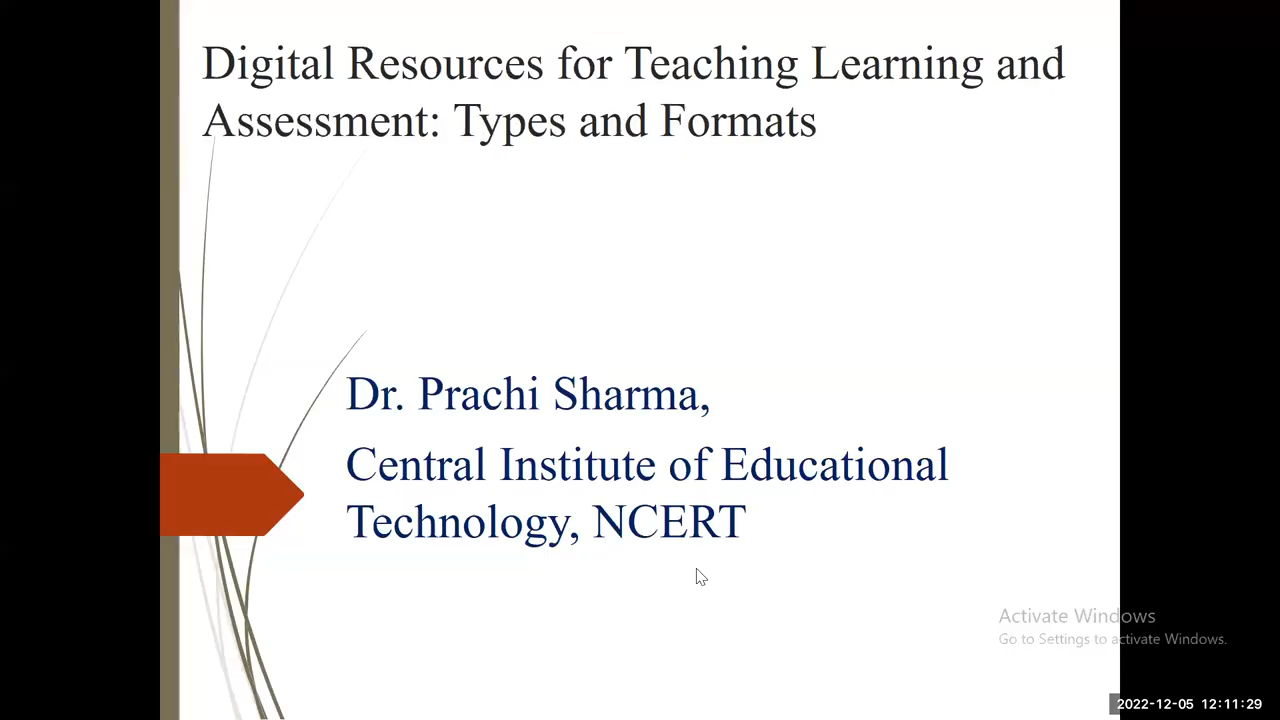 Digital Resources for Teaching Learning and
Assessment: Types and Formats
Dr. Prachi Sharma,
Central Institute of Educational
Technology, NCERT
Activate Windows
Go to Settings to activate Windows.
2022-12-05 12:11:29